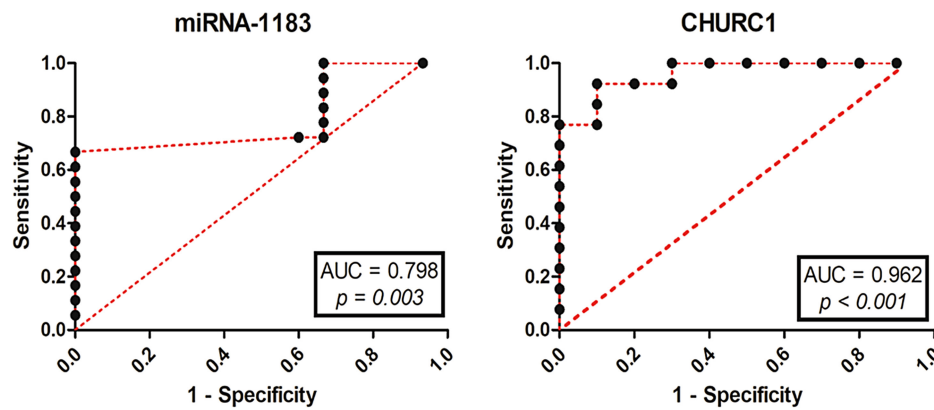 miRNA-1183
1.0
0.8
0.6
0.4
0.2
0.0
Sensitivity
AUC = 0.798
p = 0.003
0.0 0.2 0.4 0.6 0.8 1.0
1 - Specificity
CHURC1
1.0
0.8
0.6
0.4
0.2
0.0
Sensitivity
AUC = 0.962
p < 0.001
0.0 0.2 0.4 0.6 0.8 1.0
1 - Specificity